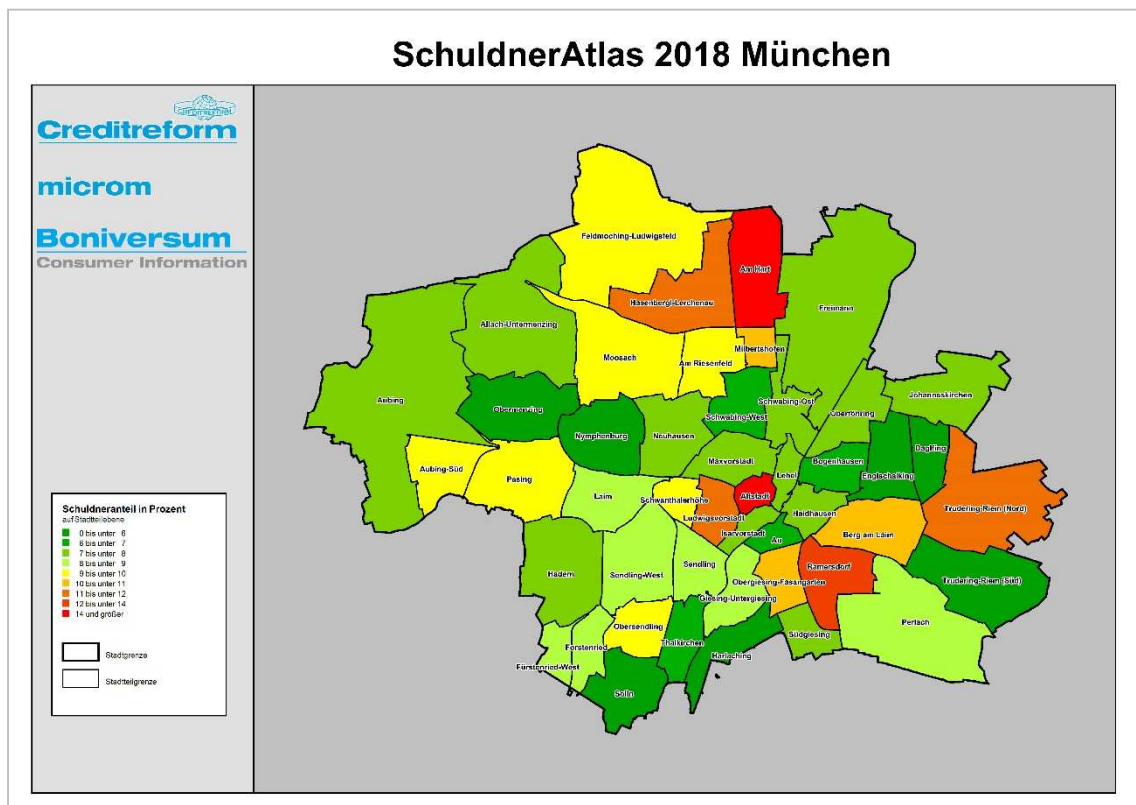 SchuldnerAtlas 2018 München
Creditreform
microm
Boniversum
Consumer Information
Schuldneranteil in Prozent
auf Stadtteilebene
0 bis unter 6
6 bis unter 7
7 bis unter 8
8 bis unter 9
9 bis unter 10
10 bis unter 11
11 bis unter 12
12 bis unter 14
14 und größer
Stadtgrenze
Stadtteilgrenze
Feldmoching-Ludwigsfeld
Am Hart
Hasenbergl-Lerchenau
Freimann
Allach-Untermenzing
Milbertshofen
Moosach
Am Riesenfeld
Johanneskirchen
Aubing
Obermenzing
Schwabing-Ost
Schwabing-West
Oberföhring
Nymphenburg
Neuhausen
Daglfing
Maxvorstadt
Bogenhausen
Englschalking
Aubing-Süd
Pasing
Lehel
Laim
Schwanthalerhöhe
Altstadt
Trudering-Riem (Nord)
Ludwigsvorstadt
Haidhausen
Isarvorstadt
Berg am Laim
Au
Hadern
Sendling-West
Sendling
Ramersdorf
Obergiesing-Fasangarten
Trudering-Riem (Süd)
Giesing-Untergiesing
Obersendling
Perlach
Südgiesing
Forstenried
Thalkirchen
Harlaching
Fürstenried-West
Solln